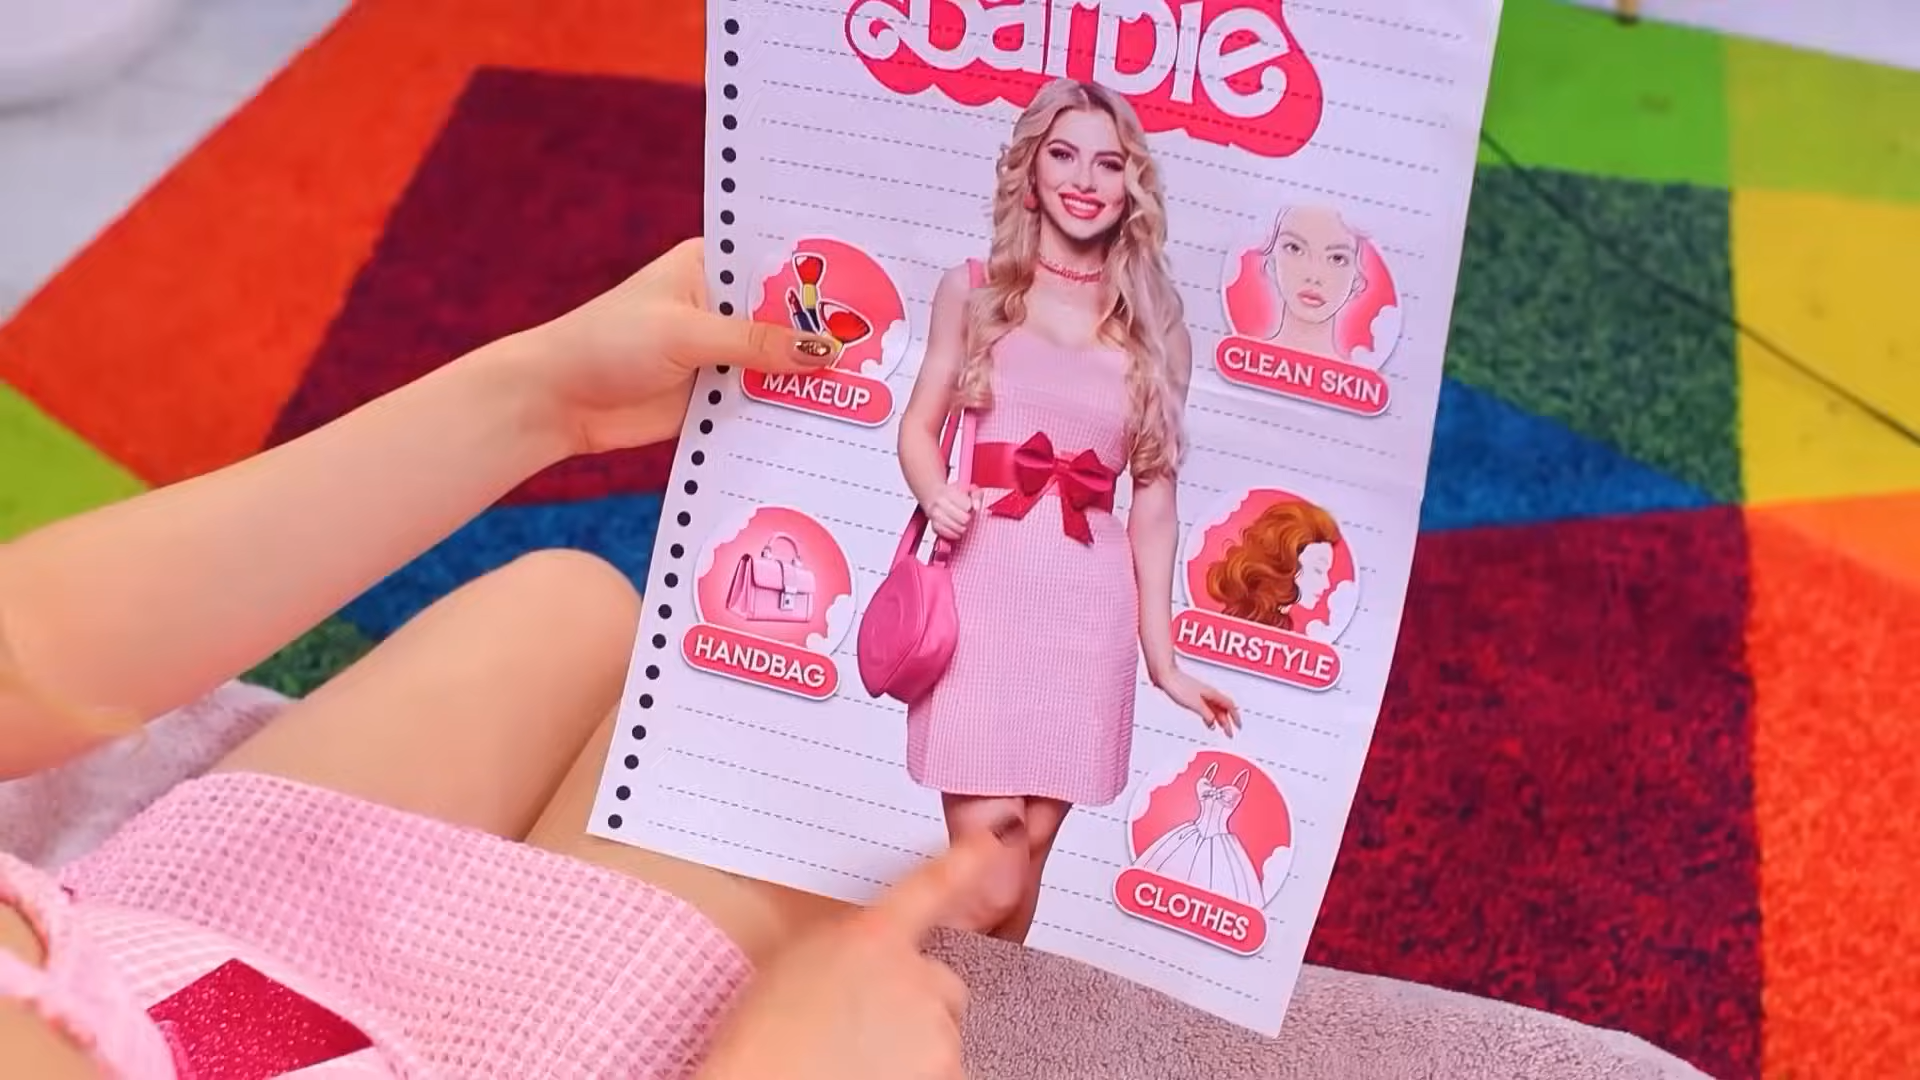 Barbie
MAKEUP
CLEAN SKIN
HANDBAG
HAIRSTYLE
CLOTHES